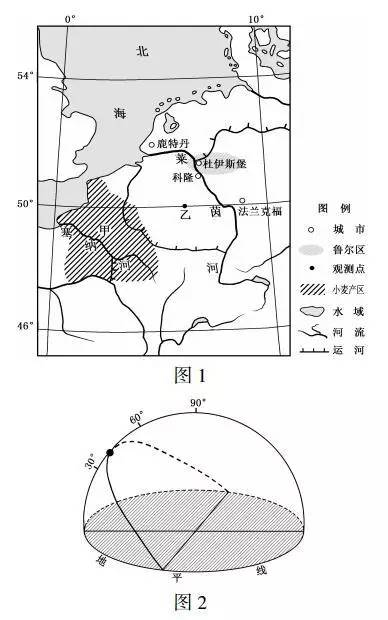 0°
10°
54°
北
海
鹿特丹
莱
杜伊斯堡
科隆
50°
塞
甲
纳
河
乙
茵
法兰克福
河
46°
图 例
城 市
鲁尔区
观测点
小麦产区
水 域
河 流
运 河
图 1
90°
60°
30°
地
平
线
图 2